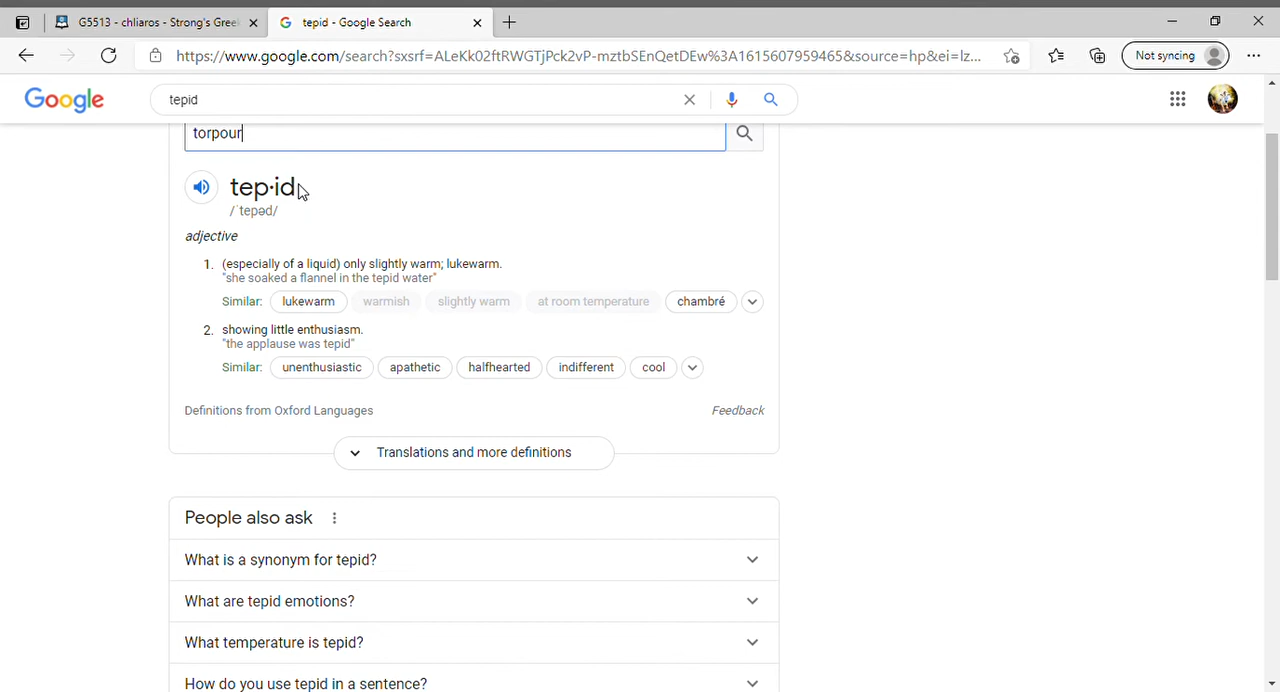 G5513 - chliaros - Strong's Greek
tepid - Google Search
https://www.google.com/search?sxsrf=ALeKk02ftRWGTjPck2vP-mztbSEnQetDEw%3A1615607959465&source=hp&ei=lz...
Not syncing
Google
tepid
torpour
tep·id
/ˈtepəd/
adjective
1. (especially of a liquid) only slightly warm; lukewarm.
"she soaked a flannel in the tepid water"
Similar: lukewarm warmish slightly warm at room temperature chambré
2. showing little enthusiasm.
"the applause was tepid"
Similar: unenthusiastic apathetic halfhearted indifferent cool
Definitions from Oxford Languages Feedback
Translations and more definitions
People also ask
What is a synonym for tepid?
What are tepid emotions?
What temperature is tepid?
How do you use tepid in a sentence?